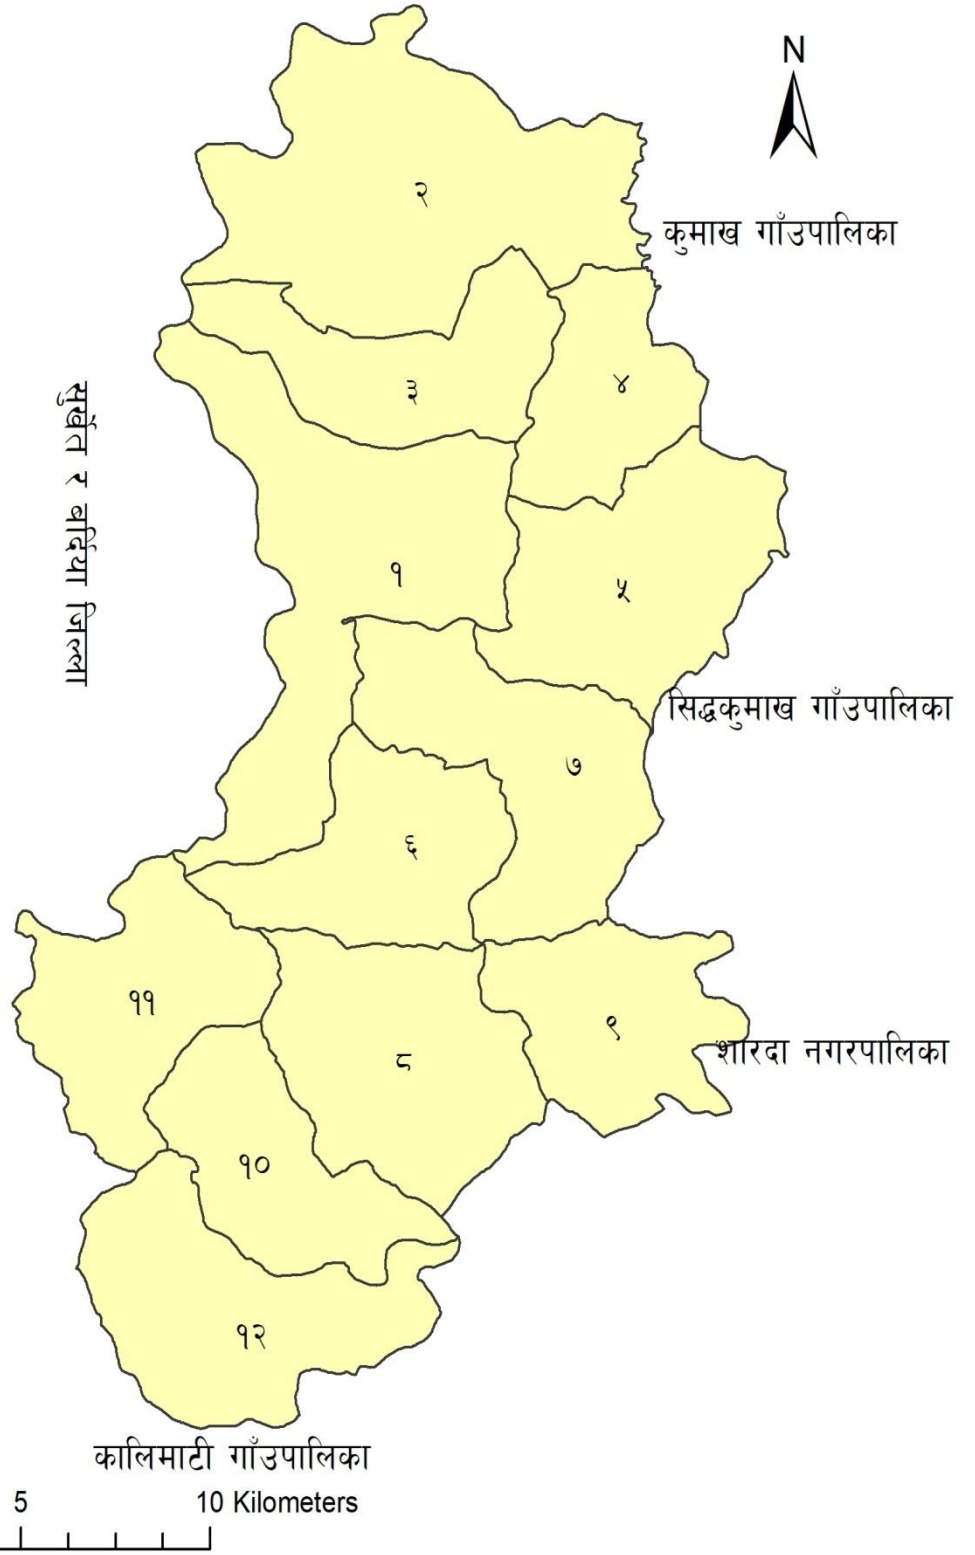 N
२
कुमाख गाँउपालिका
३
४
सुर्खेत र बर्दिया जिल्ला
१
५
सिद्धकुमाख गाँउपालिका
७
६
११
९
शारदा नगरपालिका
८
१०
१२
कालिमाटी गाँउपालिका
5 10 Kilometers